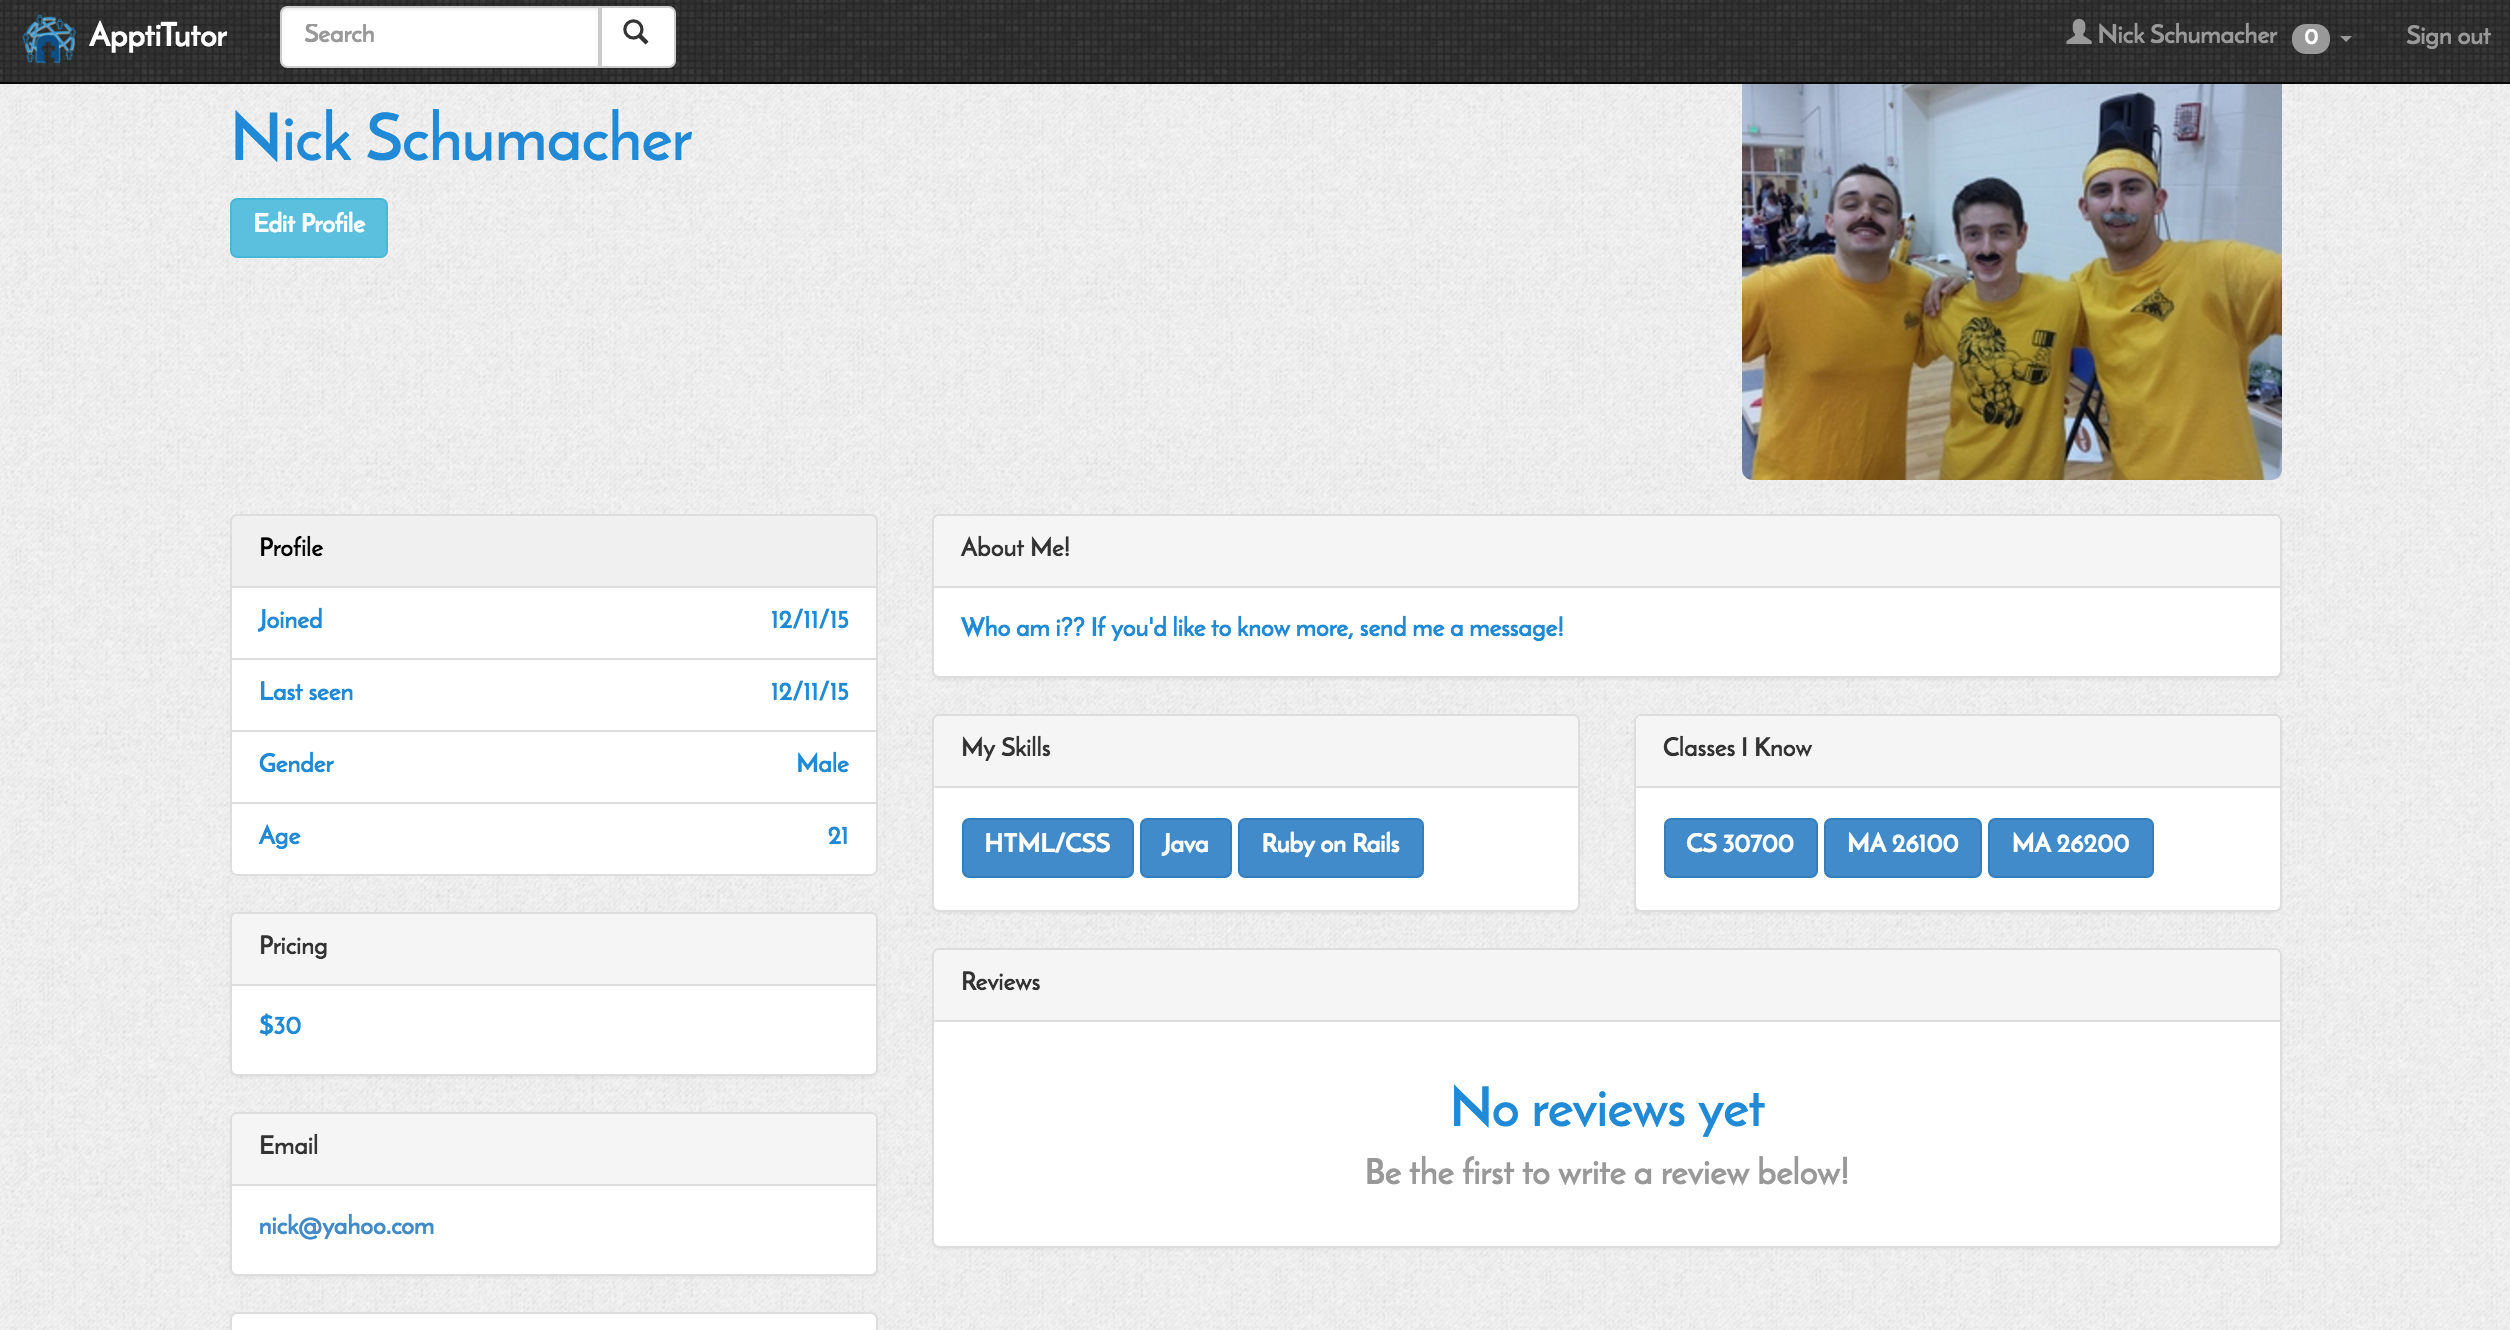 ApptiTutor
Search
Nick Schumacher 0
Sign out
Nick Schumacher
Edit Profile
Profile
Joined 12/11/15
Last seen 12/11/15
Gender Male
Age 21
Pricing
$30
Email
nick@yahoo.com
About Me!
Who am i?? If you'd like to know more, send me a message!
My Skills
HTML/CSS Java Ruby on Rails
Classes I Know
CS 30700 MA 26100 MA 26200
Reviews
No reviews yet
Be the first to write a review below!